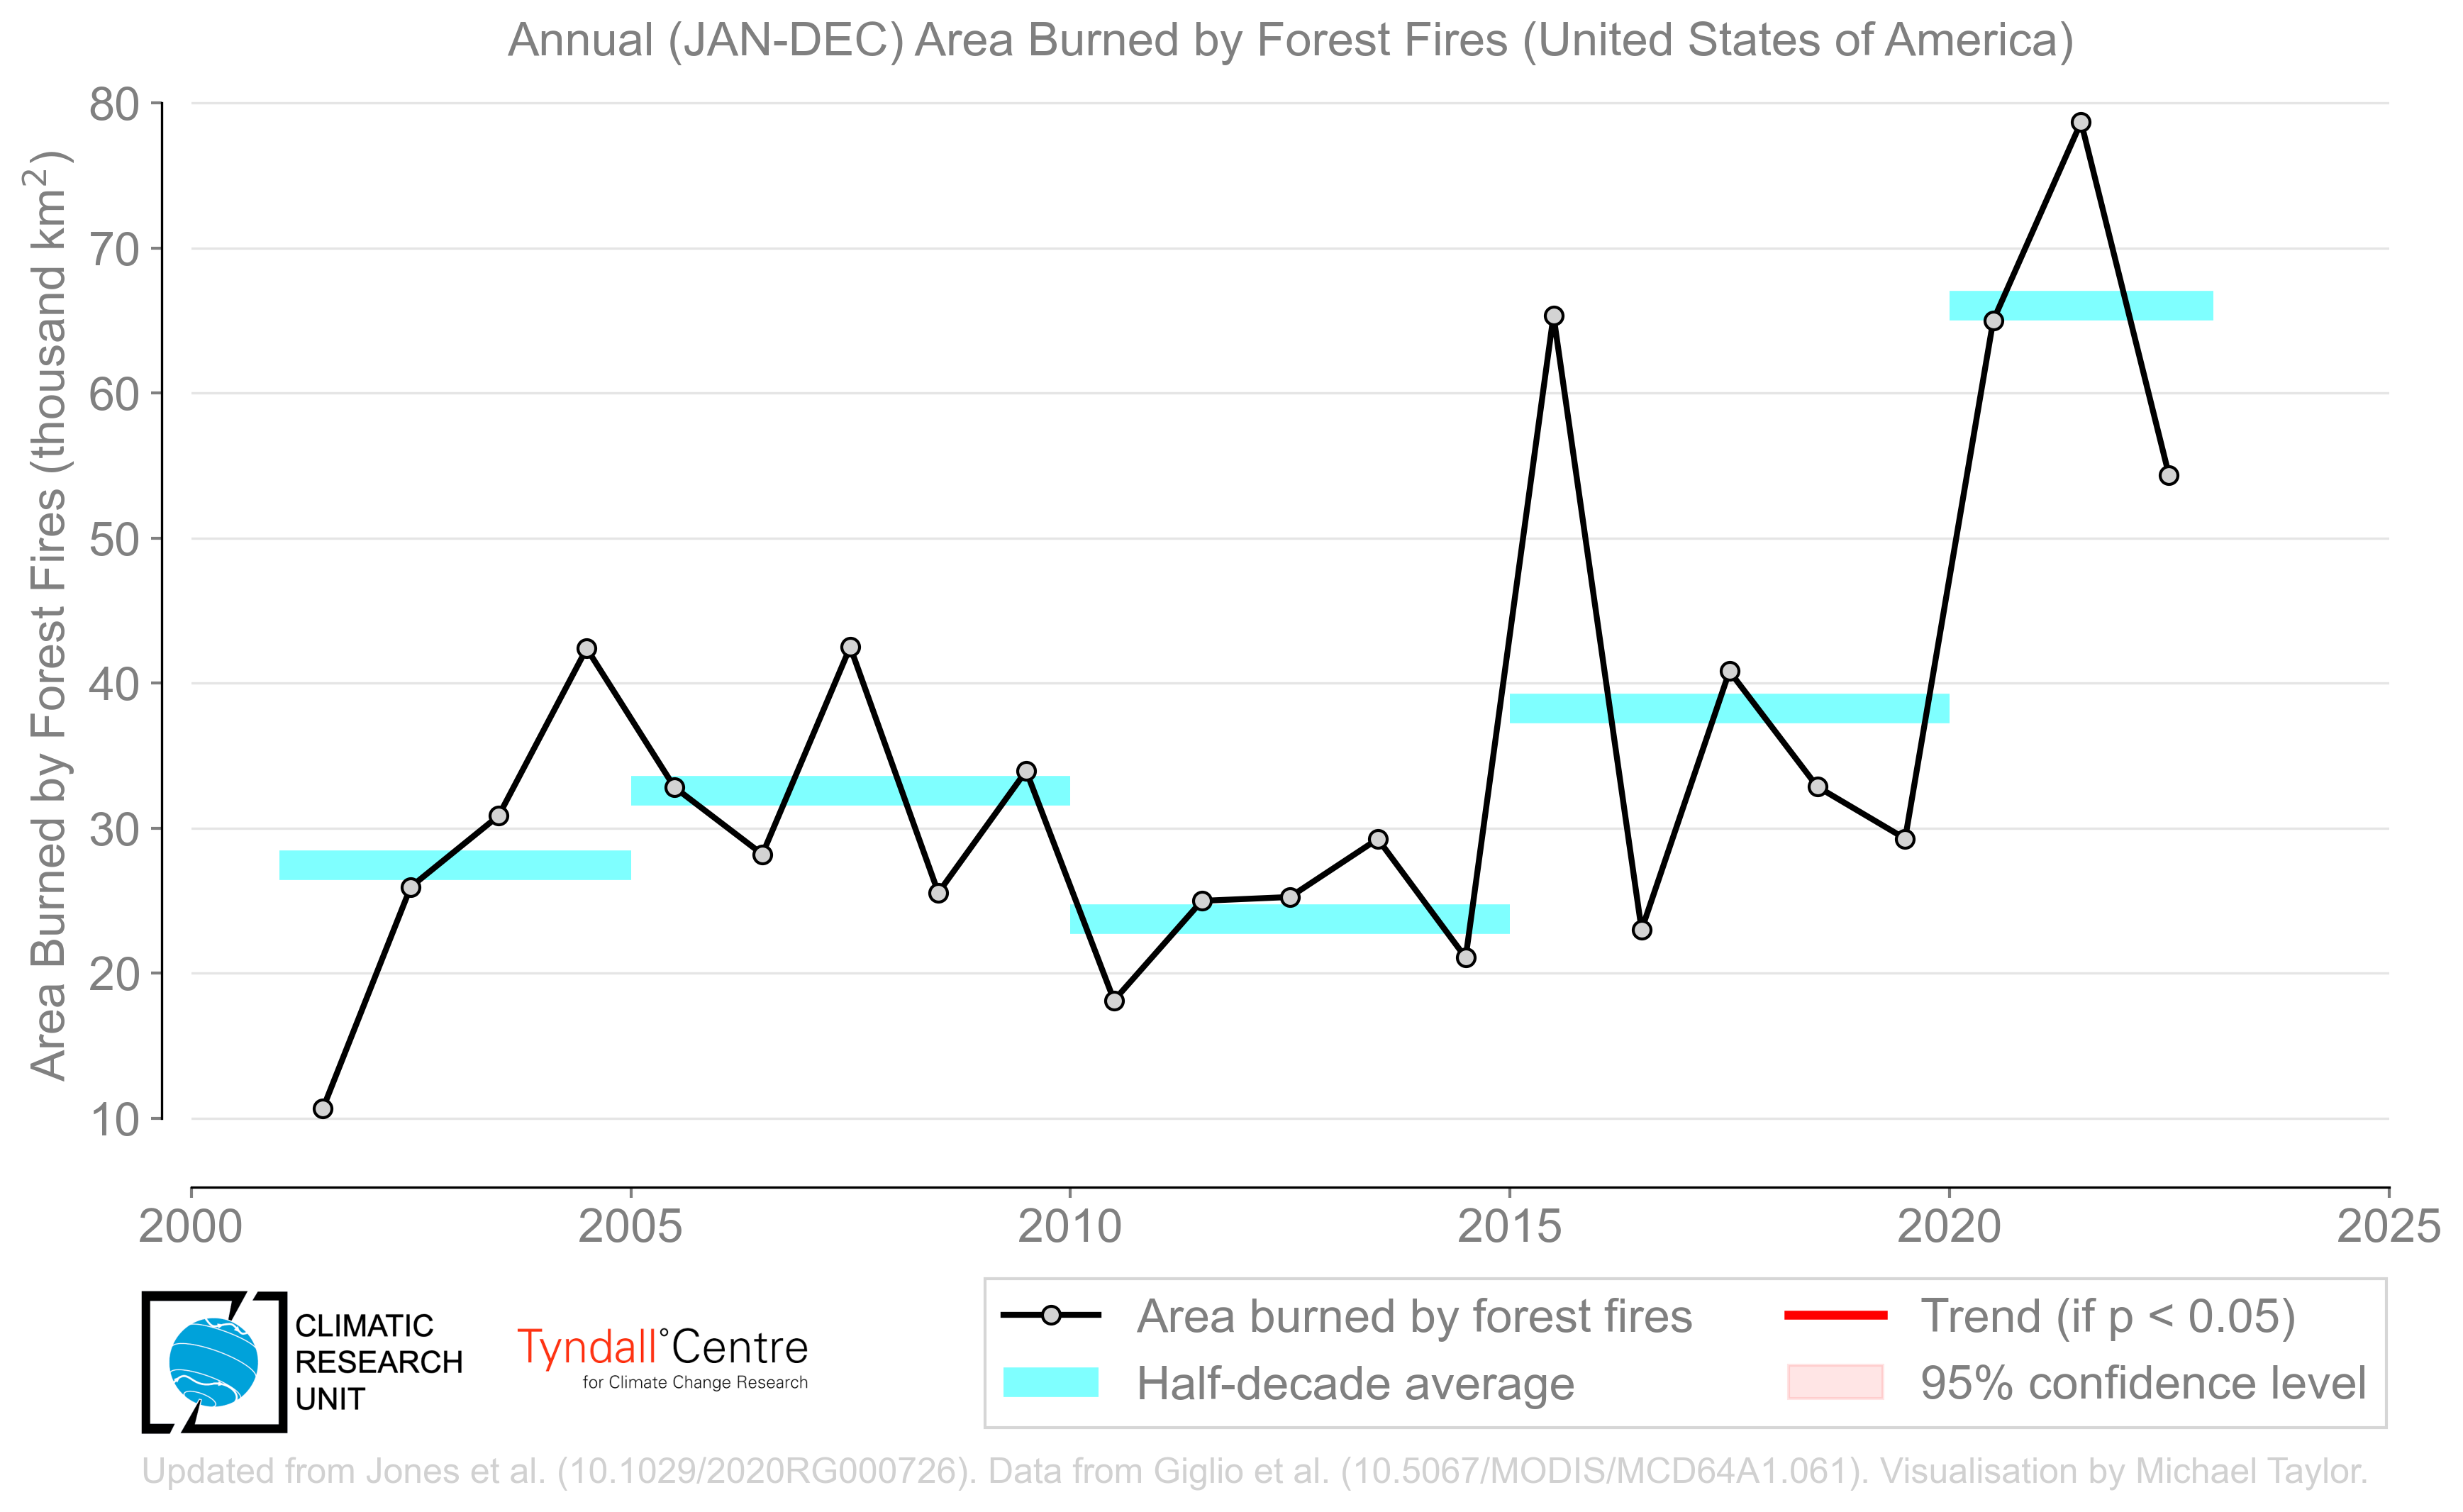 Annual (JAN-DEC) Area Burned by Forest Fires (United States of America)
Area Burned by Forest Fires (thousand km²)
80
70
60
50
40
30
20
10
2000 2005 2010 2015 2020 2025
CLIMATIC
RESEARCH
UNIT
Tyndall°Centre
for Climate Change Research
Area burned by forest fires
Half-decade average
Trend (if p < 0.05)
95% confidence level
Updated from Jones et al. (10.1029/2020RG000726). Data from Giglio et al. (10.5067/MODIS/MCD64A1.061). Visualisation by Michael Taylor.